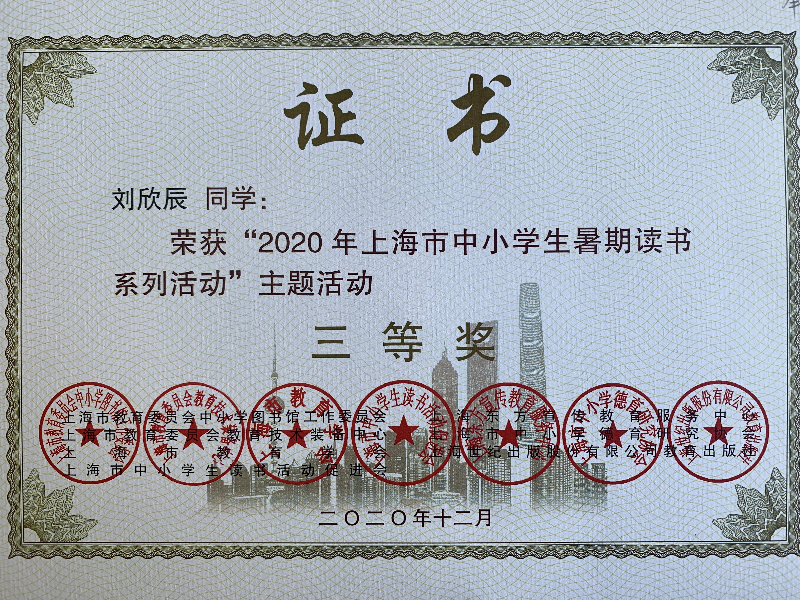 证书
刘欣辰 同学：
荣获“2020年上海市中小学生暑期读书
系列活动”主题活动
三等奖
上海市教育委员会中小学图书馆工作委员会 上海东方宣传教育服务中心
上海市教育委员会教育技术装备中心 上海市中小学德育研究协会
上海市教育学会 上海世纪出版股份有限公司教育出版社
上海市中小学生读书活动促进会
二〇二〇年十二月